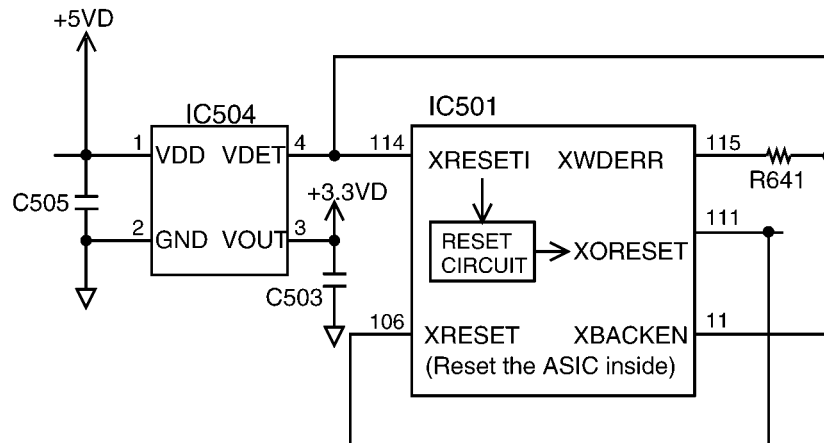 +5VD
IC504
1 VDD VDET 4
C505
2 GND VOUT 3
+3.3VD
C503
IC501
114 XRESETI XWDERR 115
R641
RESET
CIRCUIT
XORESET 111
106 XRESET XBACKEN 11
(Reset the ASIC inside)